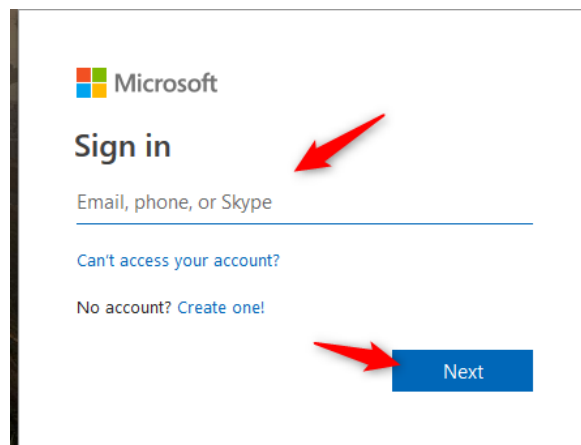 Microsoft
Sign in
Email, phone, or Skype
Can't access your account?
No account? Create one!
Next